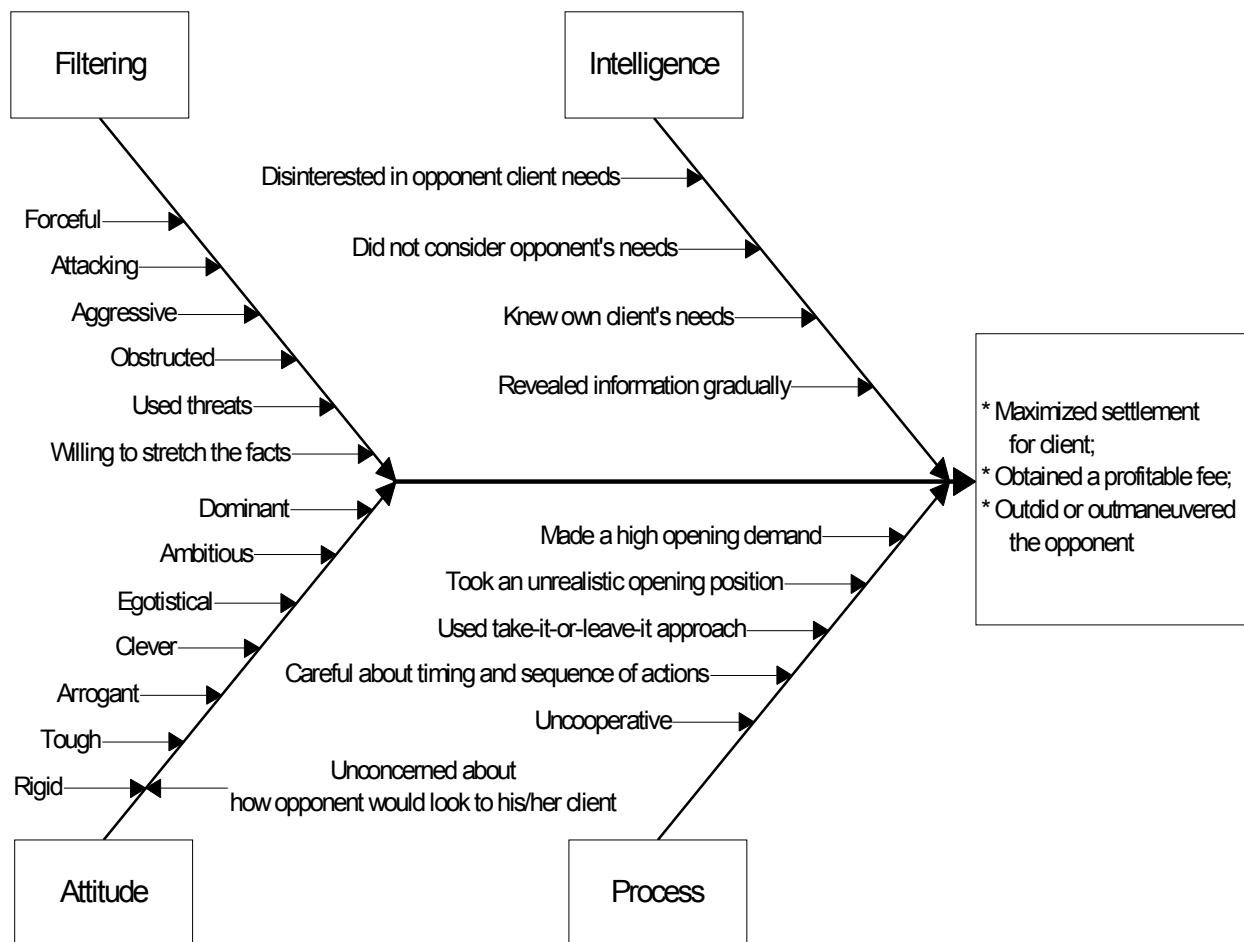 Filtering
Intelligence
Disinterested in opponent client needs
Forceful
Did not consider opponent's needs
Attacking
Aggressive
Knew own client's needs
Obstructed
Revealed information gradually
Used threats
Willing to stretch the facts
* Maximized settlement
for client;
* Obtained a profitable fee;
* Outdid or outmaneuvered
the opponent
Dominant
Made a high opening demand
Ambitious
Took an unrealistic opening position
Egotistical
Used take-it-or-leave-it approach
Clever
Careful about timing and sequence of actions
Arrogant
Uncooperative
Tough
Unconcerned about
how opponent would look to his/her client
Rigid
Attitude
Process